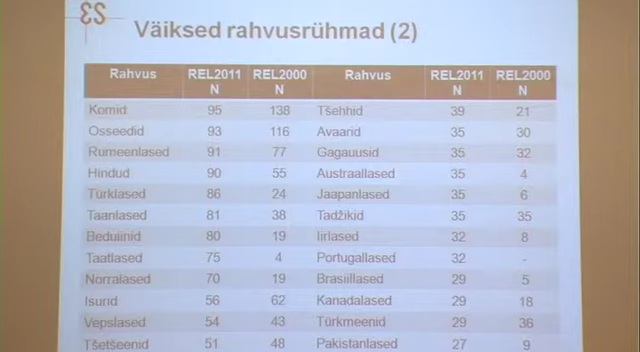 ES
Väiksed rahvusrühmad (2)
Rahvus REL2011 N REL2000 N Rahvus REL2011 N REL2000 N
Komid 95 138 Tšehhid 39 21
Osseedid 93 116 Avaarid 35 30
Rumeenlased 91 77 Gagauusid 35 32
Hindud 90 55 Austraallased 35 4
Türklased 86 24 Jaapanlased 35 6
Taanlased 81 38 Tadžikid 35 35
Beduiinid 80 19 Iirlased 32 8
Taatlased 75 4 Portugallased 32 -
Norralased 70 19 Brasiillased 29 5
Isurid 56 62 Kanadalased 29 18
Vepslased 54 43 Türkmeenid 29 36
Tšetšeenid 51 48 Pakistanlased 27 9